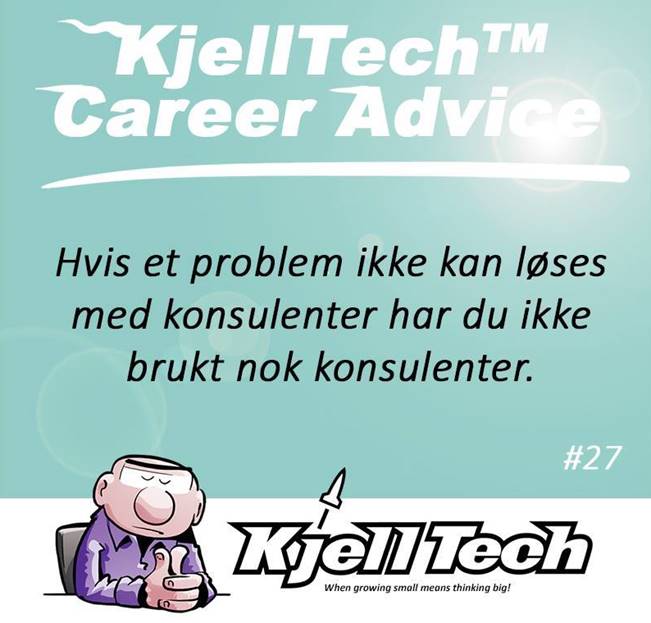 KjellTech™
Career Advice
Hvis et problem ikke kan løses
med konsulenter har du ikke
brukt nok konsulenter.
#27
KjellTech
When growing small means thinking big!